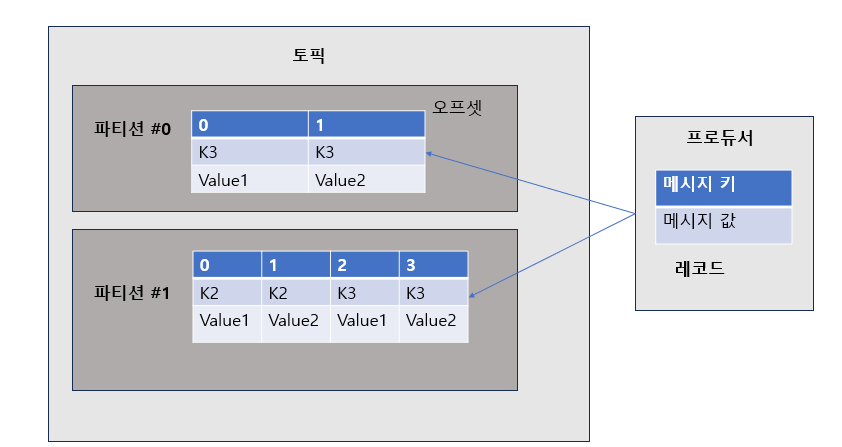 토픽
오프셋
파티션 #0
0 1
K3 K3
Value1 Value2
파티션 #1
0 1 2 3
K2 K2 K3 K3
Value1 Value2 Value1 Value2
프로듀서
메시지 키
메시지 값
레코드